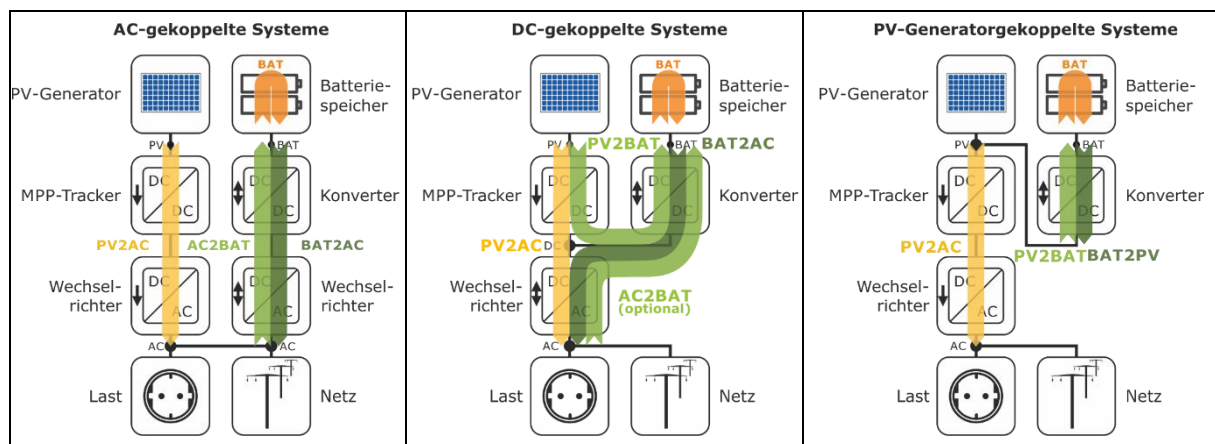 AC-gekoppelte Systeme
BAT
PV-Generator
Batterie-
speicher
PV
BAT
DC
DC
DC
DC
MPP-Tracker
Konverter
PV2AC
AC2BAT
BAT2AC
DC
AC
DC
AC
Wechsel-
richter
Wechsel-
richter
AC
AC
Last
Netz
DC-gekoppelte Systeme
BAT
PV-Generator
Batterie-
speicher
PV
PV2BAT
BAT
BAT2AC
DC
DC
DC
MPP-Tracker
Konverter
PV2AC
DC
DC
AC
Wechsel-
richter
AC2BAT
(optional)
AC
Last
Netz
PV-Generatorgekoppelte Systeme
BAT
PV-Generator
Batterie-
speicher
PV
BAT
DC
DC
DC
DC
MPP-Tracker
Konverter
PV2AC
PV2BAT
BAT2PV
DC
AC
Wechsel-
richter
AC
Last
Netz